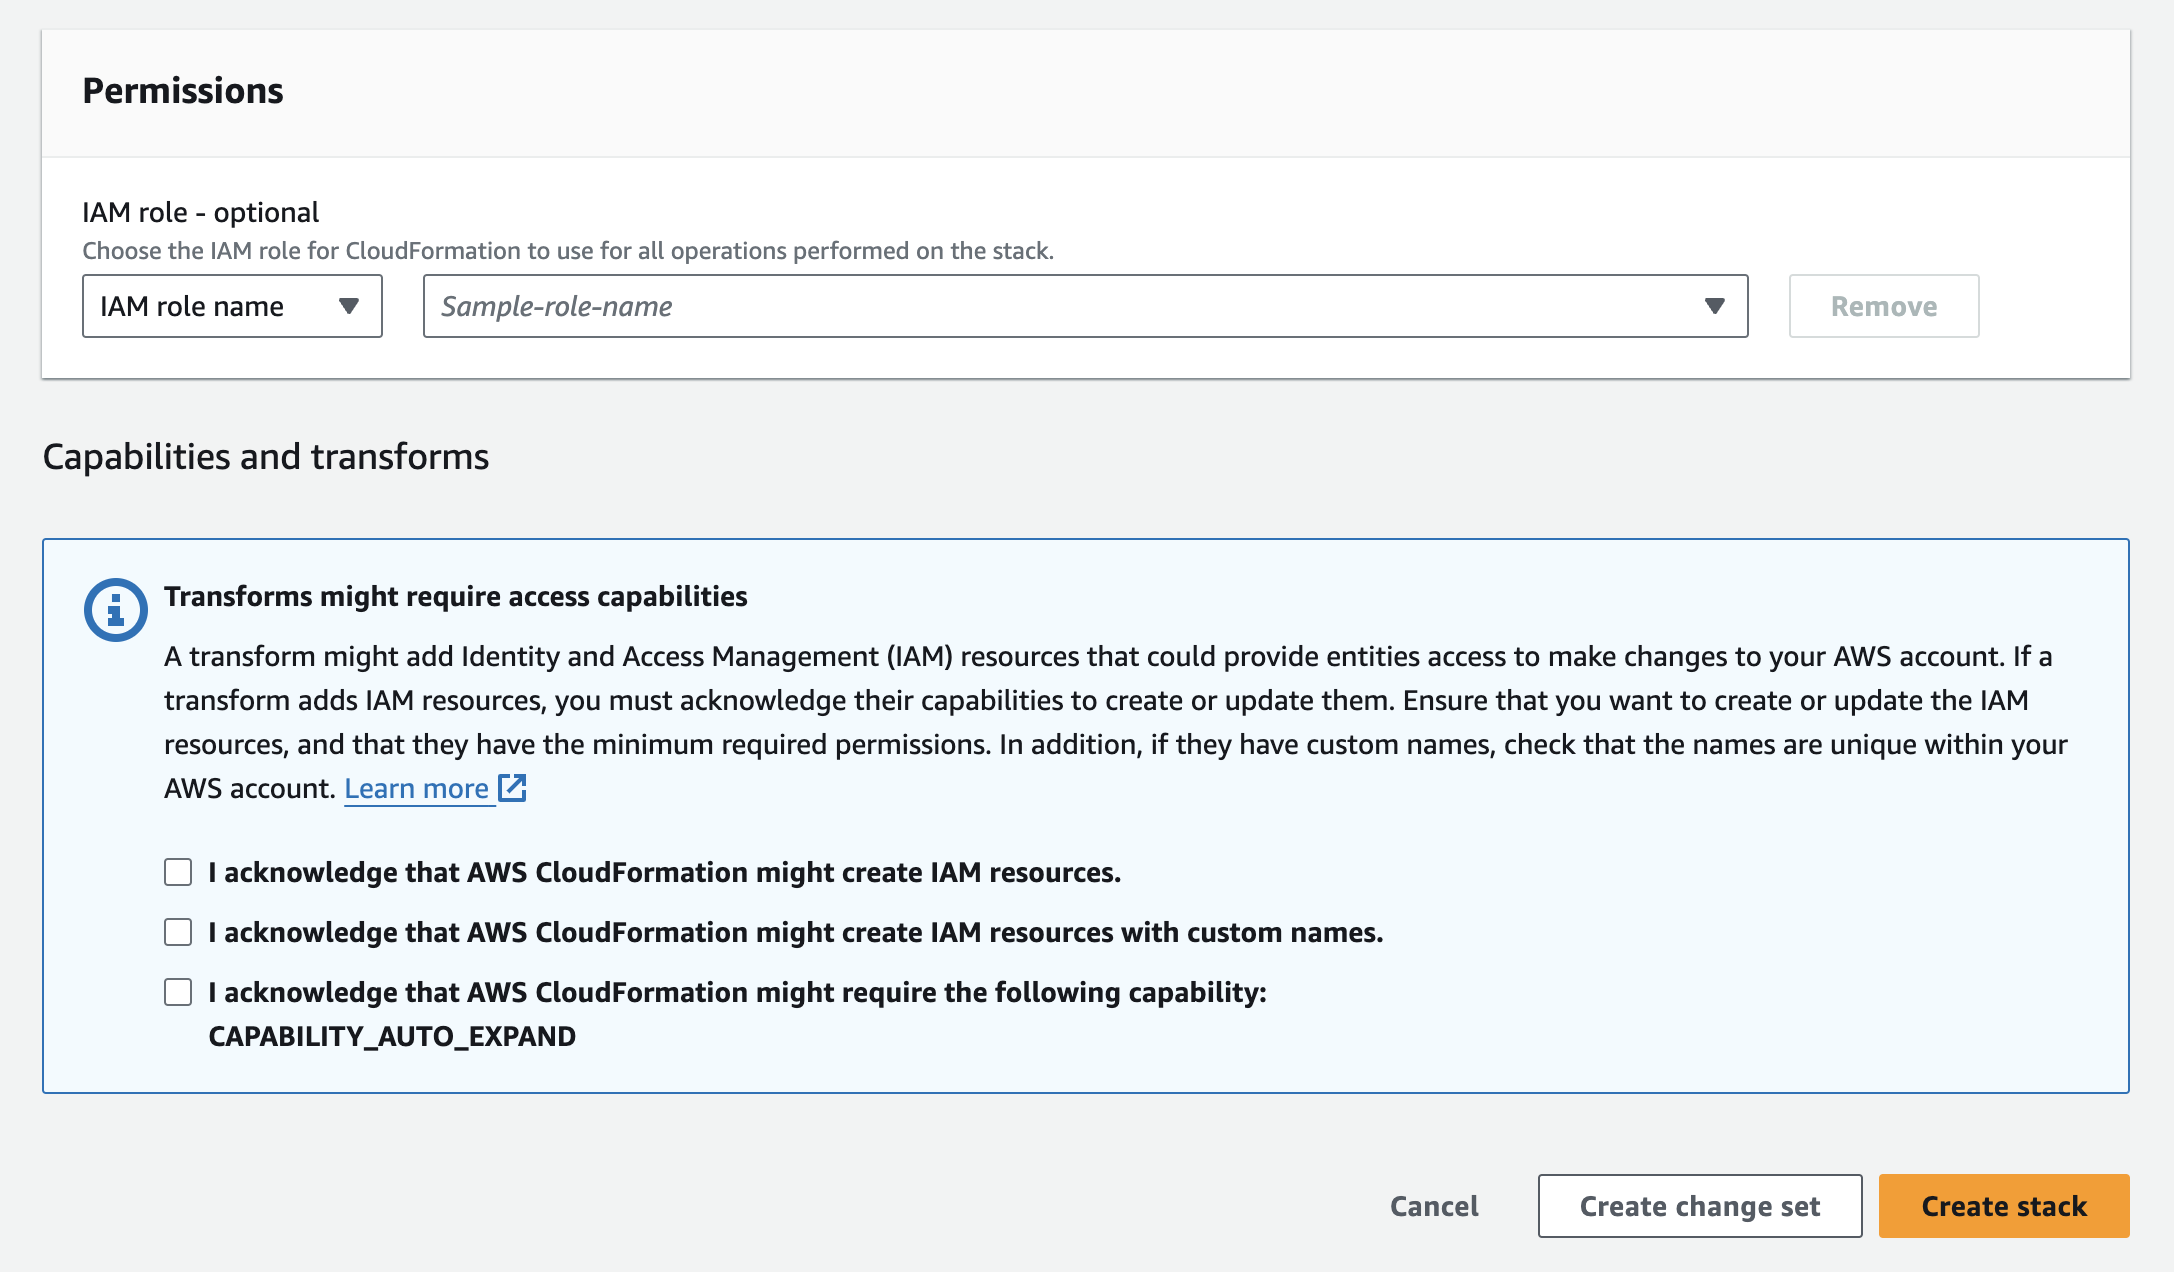 Permissions
IAM role - optional
Choose the IAM role for CloudFormation to use for all operations performed on the stack.
IAM role name
Sample-role-name
Remove
Capabilities and transforms
Transforms might require access capabilities
A transform might add Identity and Access Management (IAM) resources that could provide entities access to make changes to your AWS account. If a
transform adds IAM resources, you must acknowledge their capabilities to create or update them. Ensure that you want to create or update the IAM
resources, and that they have the minimum required permissions. In addition, if they have custom names, check that the names are unique within your
AWS account. Learn more
I acknowledge that AWS CloudFormation might create IAM resources.
I acknowledge that AWS CloudFormation might create IAM resources with custom names.
I acknowledge that AWS CloudFormation might require the following capability:
CAPABILITY_AUTO_EXPAND
Cancel
Create change set
Create stack